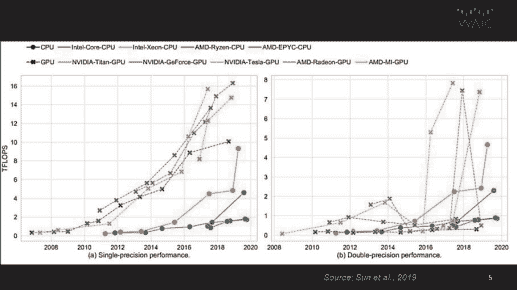 WAIC
CPU Intel-Core-CPU Intel-Xeon-CPU AMD-Ryzen-CPU AMD-EPYC-CPU
GPU NVIDIA-Titan-GPU NVIDIA-GeForce-GPU NVIDIA-Tesla-GPU AMD-Radeon-GPU AMD-MI-GPU
TFLOPS
16
14
12
10
8
6
4
2
0
2008 2010 2012 2014 2016 2018 2020
(a) Single-precision performance.
8
7
6
5
4
3
2
1
0
2008 2010 2012 2014 2016 2018 2020
(b) Double-precision performance.
Source: Sun et al., 2019
5